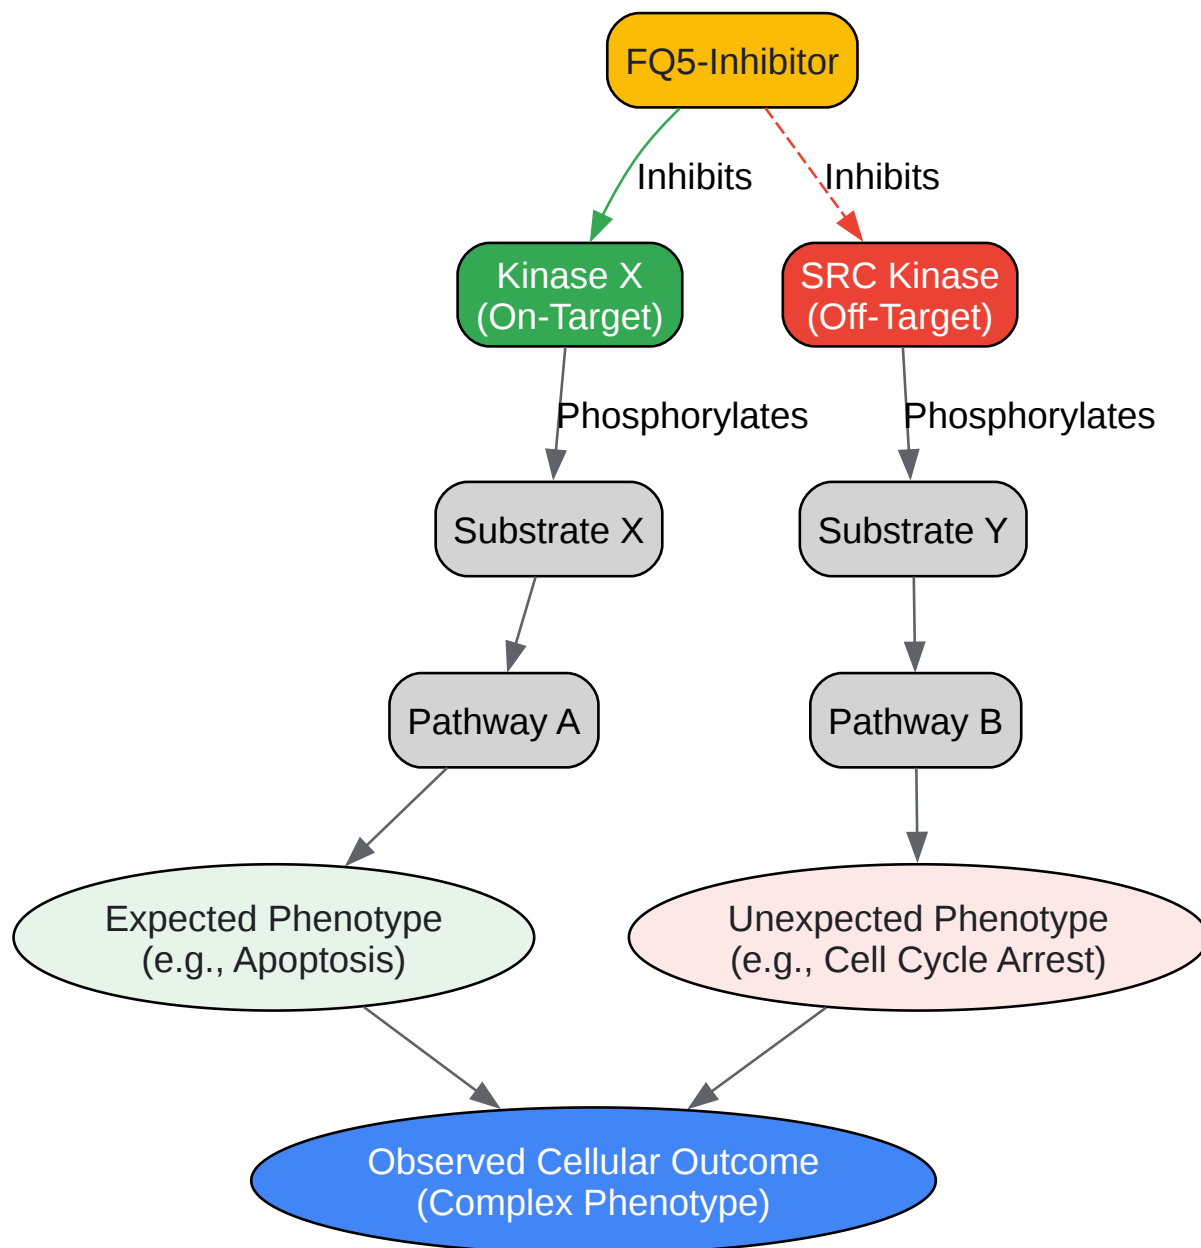 FQ5-Inhibitor
Inhibits
Inhibits
Kinase X
(On-Target)
SRC Kinase
(Off-Target)
Phosphorylates
Phosphorylates
Substrate X
Substrate Y
Pathway A
Pathway B
Expected Phenotype
(e.g., Apoptosis)
Unexpected Phenotype
(e.g., Cell Cycle Arrest)
Observed Cellular Outcome
(Complex Phenotype)